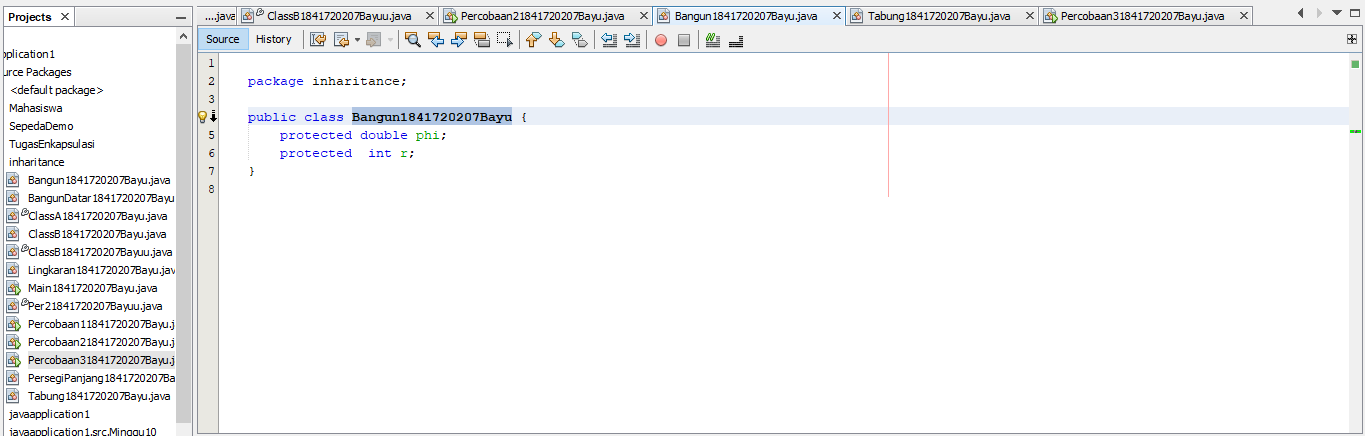 Projects
pplication1
urce Packages
<default package>
Mahasiswa
SepedaDemo
TugasEnkapsulasi
inharitance
Bangun1841720207Bayu.java
BangunDatar1841720207Bayu
ClassA1841720207Bayu.java
ClassB1841720207Bayu.java
ClassB1841720207Bayuu.java
Lingkaran1841720207Bayu.jav
Main1841720207Bayu.java
Per21841720207Bayuu.java
Percobaan11841720207Bayu.j
Percobaan21841720207Bayu.j
Percobaan31841720207Bayu.j
PersegiPanjang1841720207Ba
Tabung1841720207Bayu.java
javaapplication1
javaapplication1.src.Minggu10
....java ClassB1841720207Bayuu.java Percobaan21841720207Bayu.java Bangun1841720207Bayu.java Tabung1841720207Bayu.java Percobaan31841720207Bayu.java
Source History
1
2 package inharitance;
3
public class Bangun1841720207Bayu {
5 protected double phi;
6 protected  int r;
7 }
8